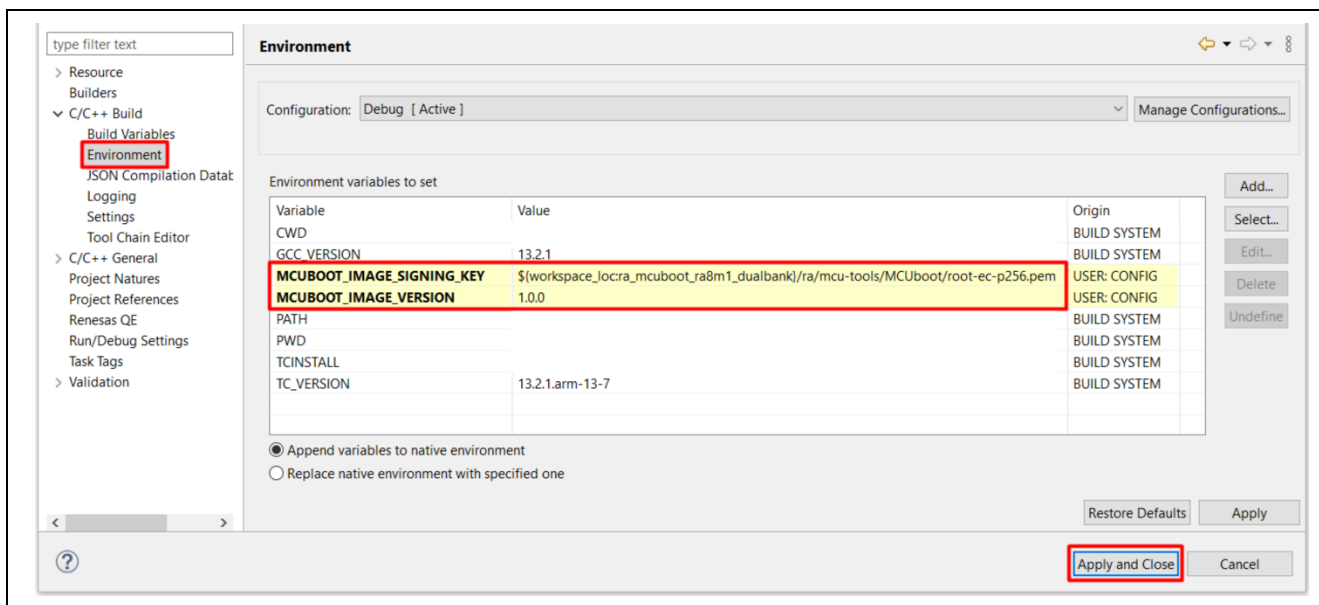 type filter text
Resource
Builders
C/C++ Build
Build Variables
Environment
JSON Compilation Datab
Logging
Settings
Tool Chain Editor
C/C++ General
Project Natures
Project References
Renesas QE
Run/Debug Settings
Task Tags
Validation
Environment
Configuration: Debug [ Active ] Manage Configurations...
Environment variables to set
Variable Value Origin
CWD BUILD SYSTEM
GCC_VERSION 13.2.1 BUILD SYSTEM
MCUBOOT_IMAGE_SIGNING_KEY ${workspace_loc:ra_mcuboot_ra8m1_dualbank}/ra/mcu-tools/MCUboot/root-ec-p256.pem USER: CONFIG
MCUBOOT_IMAGE_VERSION 1.0.0 USER: CONFIG
PATH BUILD SYSTEM
PWD BUILD SYSTEM
TCINSTALL BUILD SYSTEM
TC_VERSION 13.2.1.arm-13-7 BUILD SYSTEM
Add...
Select...
Edit...
Delete
Undefine
Append variables to native environment
Replace native environment with specified one
Restore Defaults Apply
? Apply and Close Cancel